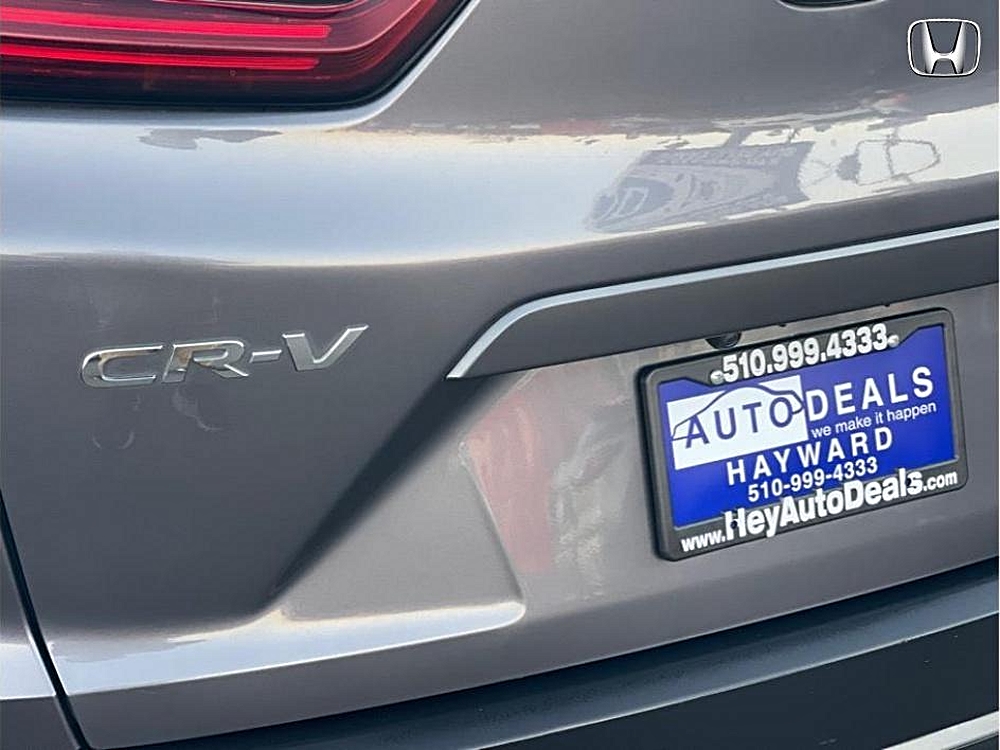 CR-V
510.999.4333
AUTO DEALS
we make it happen
HAYWARD
510-999-4333
www.HeyAutoDeals.com